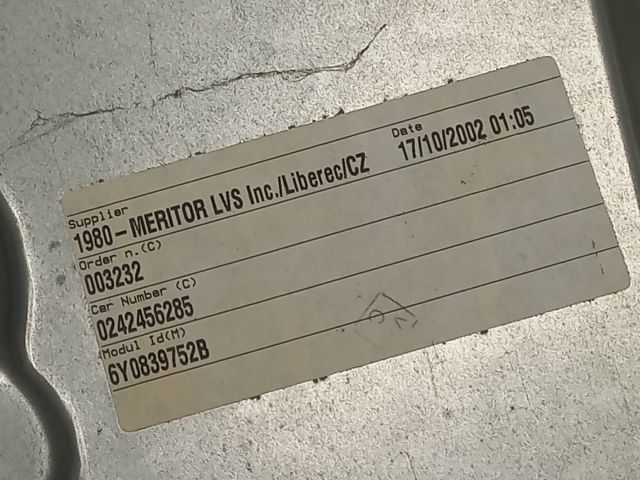 Supplier
1980-MERITOR LVS Inc./Liberec/CZ
Date
17/10/2002 01:05
Order n.(C)
003232
Car Number (C)
0242456285
Modul Id(M)
6Y0839752B